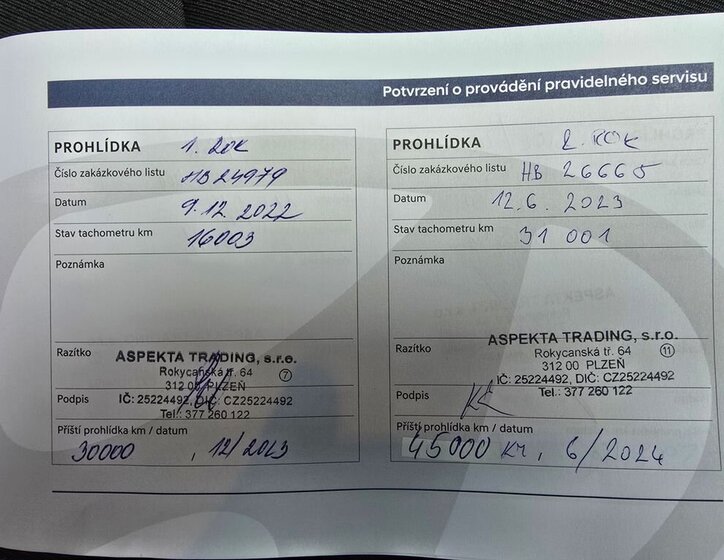 Potvrzení o provádění pravidelného servisu
PROHLÍDKA 1. ROK
Číslo zakázkového listu HB24979
Datum 9.12.2022
Stav tachometru km 16003
Poznámka
Razítko ASPEKTA TRADING, s.r.o.
Rokycanská tř. 64
312 00 PLZEŇ 7
Podpis IČ: 25224492, DIČ: CZ25224492
Tel.: 377 260 122
Příští prohlídka km / datum
30000 , 12/2023
PROHLÍDKA 2. ROK
Číslo zakázkového listu HB 26665
Datum 12.6. 2023
Stav tachometru km 31 001
Poznámka
Razítko ASPEKTA TRADING, s.r.o.
Rokycanská tř. 64 11
312 00 PLZEŇ
IČ: 25224492, DIČ: CZ25224492
Podpis Tel.: 377 260 122
Příští prohlídka km / datum
45000 km, 6/2024